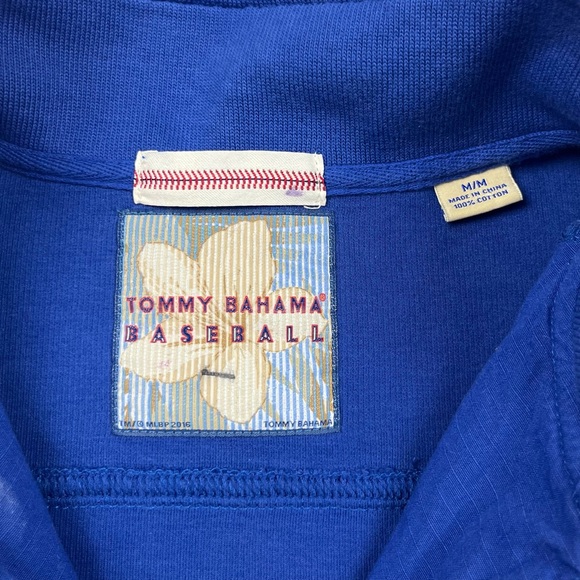 M/M
MADE IN CHINA
100% COTTON
TOMMY BAHAMA®
BASEBALL
TM/© MLBP 2016
TOMMY BAHAMA